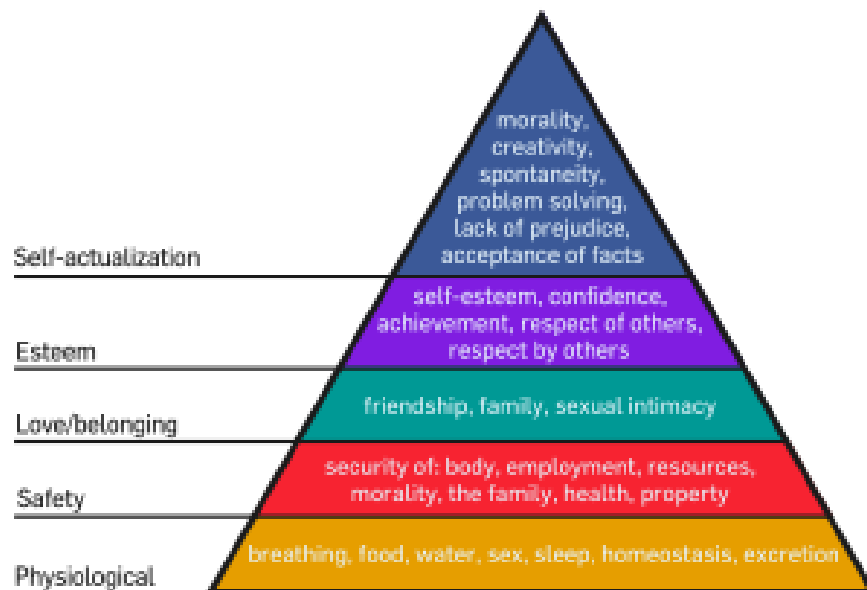 morality,
creativity,
spontaneity,
problem solving,
lack of prejudice,
acceptance of facts
Self-actualization
self-esteem, confidence,
achievement, respect of others,
respect by others
Esteem
friendship, family, sexual intimacy
Love/belonging
security of: body, employment, resources,
morality, the family, health, property
Safety
breathing, food, water, sex, sleep, homeostasis, excretion
Physiological